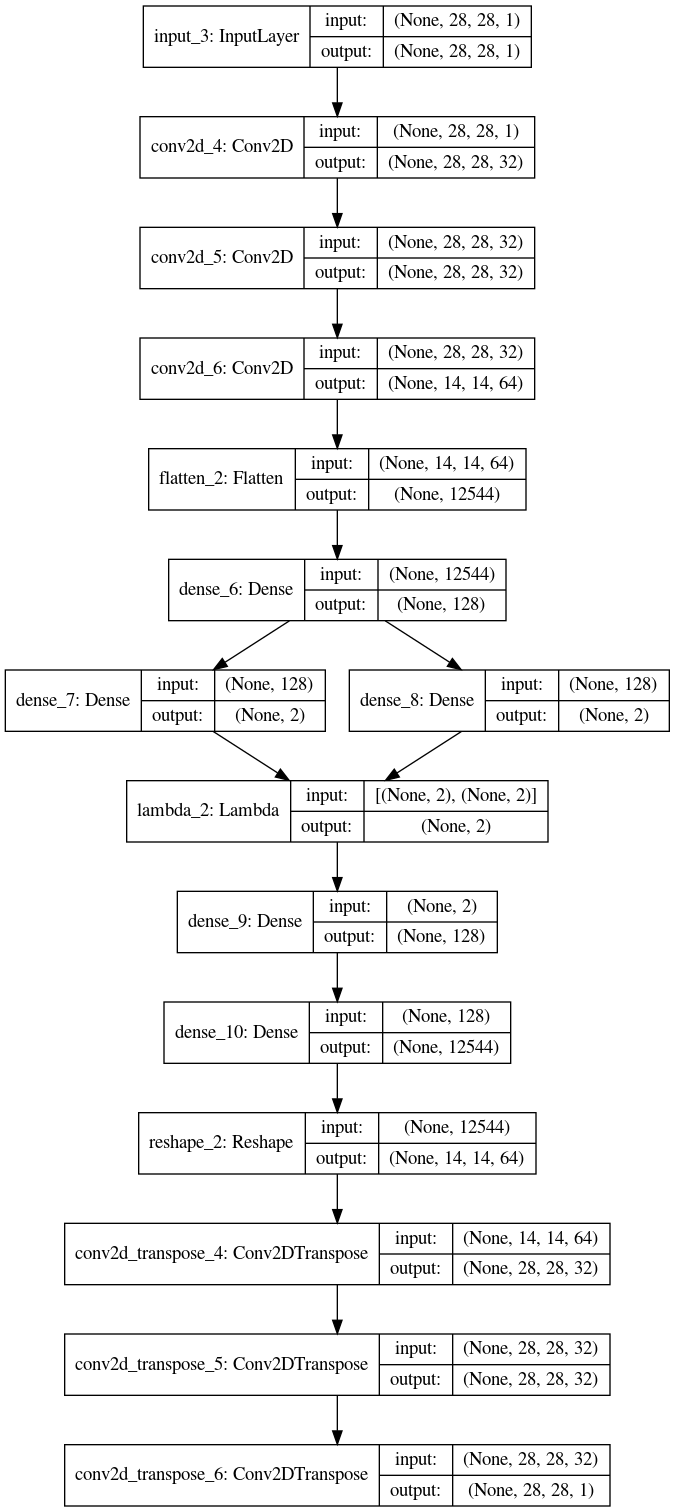 input_3: InputLayer
input: (None, 28, 28, 1)
output: (None, 28, 28, 1)
conv2d_4: Conv2D
input: (None, 28, 28, 1)
output: (None, 28, 28, 32)
conv2d_5: Conv2D
input: (None, 28, 28, 32)
output: (None, 28, 28, 32)
conv2d_6: Conv2D
input: (None, 28, 28, 32)
output: (None, 14, 14, 64)
flatten_2: Flatten
input: (None, 14, 14, 64)
output: (None, 12544)
dense_6: Dense
input: (None, 12544)
output: (None, 128)
dense_7: Dense
input: (None, 128)
output: (None, 2)
dense_8: Dense
input: (None, 128)
output: (None, 2)
lambda_2: Lambda
input: [(None, 2), (None, 2)]
output: (None, 2)
dense_9: Dense
input: (None, 2)
output: (None, 128)
dense_10: Dense
input: (None, 128)
output: (None, 12544)
reshape_2: Reshape
input: (None, 12544)
output: (None, 14, 14, 64)
conv2d_transpose_4: Conv2DTranspose
input: (None, 14, 14, 64)
output: (None, 28, 28, 32)
conv2d_transpose_5: Conv2DTranspose
input: (None, 28, 28, 32)
output: (None, 28, 28, 32)
conv2d_transpose_6: Conv2DTranspose
input: (None, 28, 28, 32)
output: (None, 28, 28, 1)